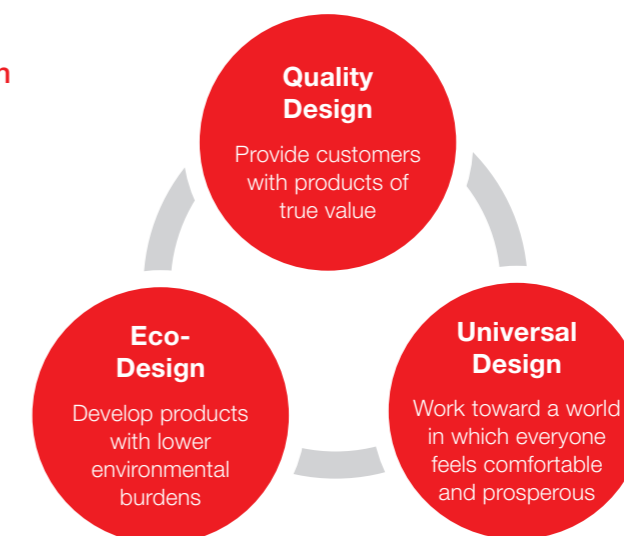 n
Quality
Design
Provide customers
with products of
true value
Eco-
Design
Develop products
with lower
environmental
burdens
Universal
Design
Work toward a world
in which everyone
feels comfortable
and prosperous